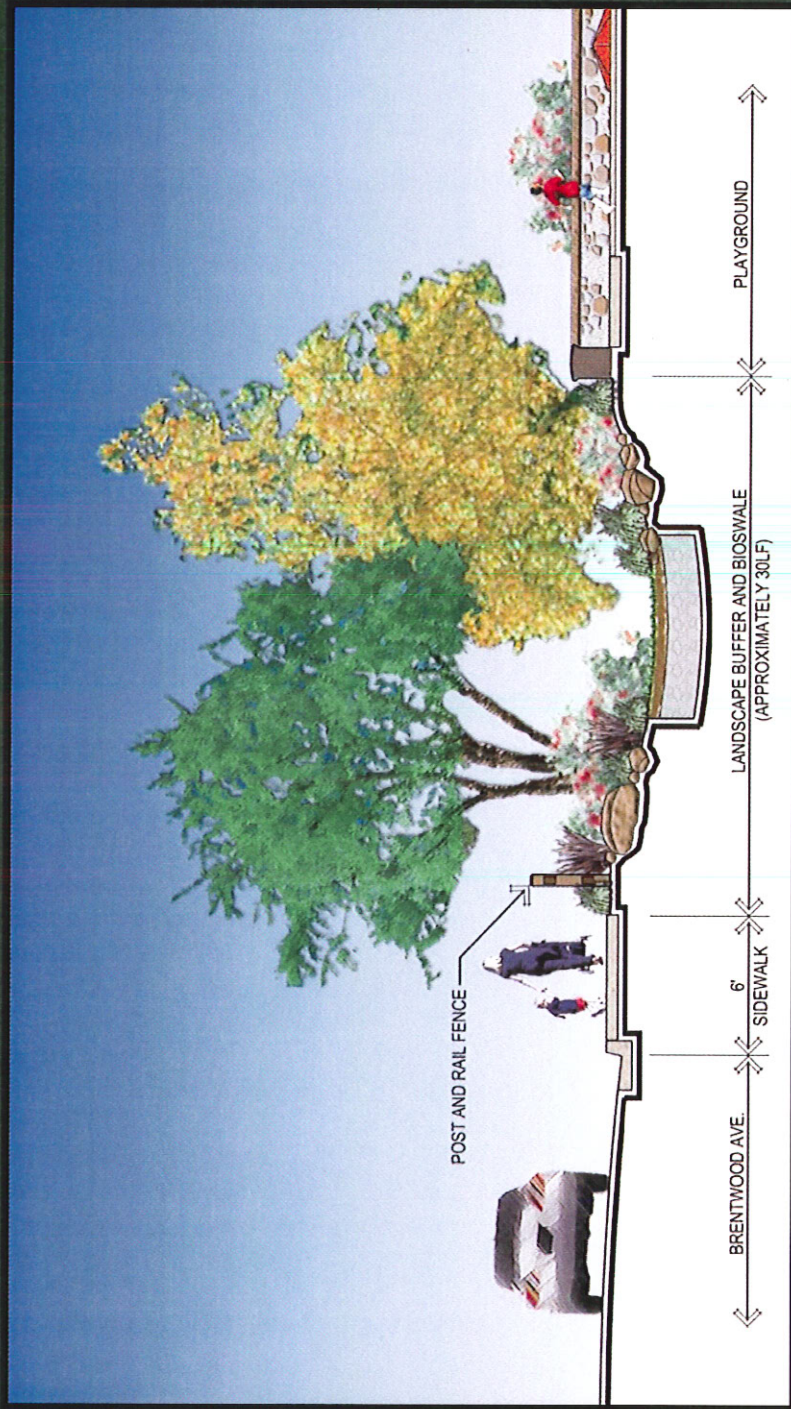 POST AND RAIL FENCE
BRENTWOOD AVE.
6'
SIDEWALK
LANDSCAPE BUFFER AND BIOSWALE
(APPROXIMATELY 30LF)
PLAYGROUND